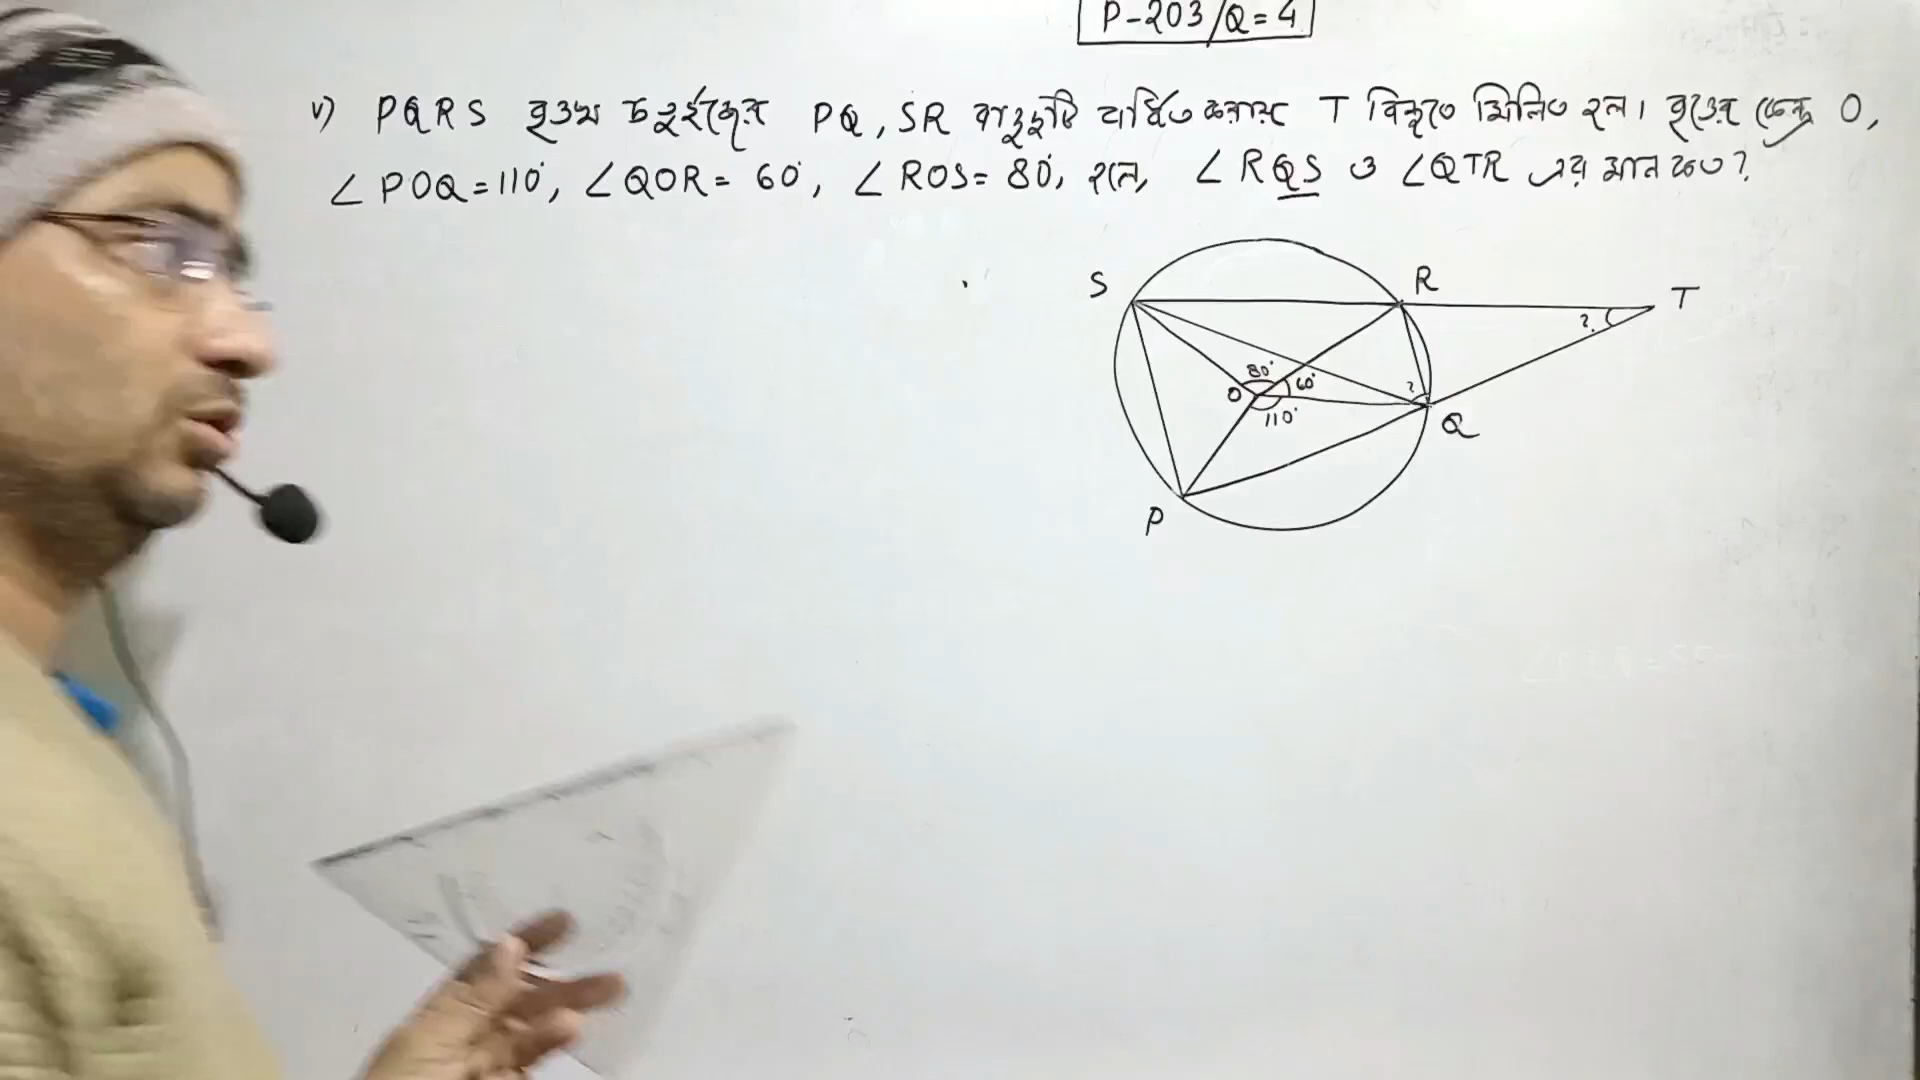 P-203/Q=4
v) PQRS বৃত্তস্থ চতুর্ভুজের PQ, SR বাহুদুটি বর্ধিত করায় T বিন্দুতে মিলিত হল। বৃত্তের কেন্দ্র O,
∠POQ=110°, ∠QOR= 60°, ∠ROS= 80°, হলে, ∠RQS ও ∠QTR এর মান কত?
S R T
?
80° 60° ?
O
110° Q
P